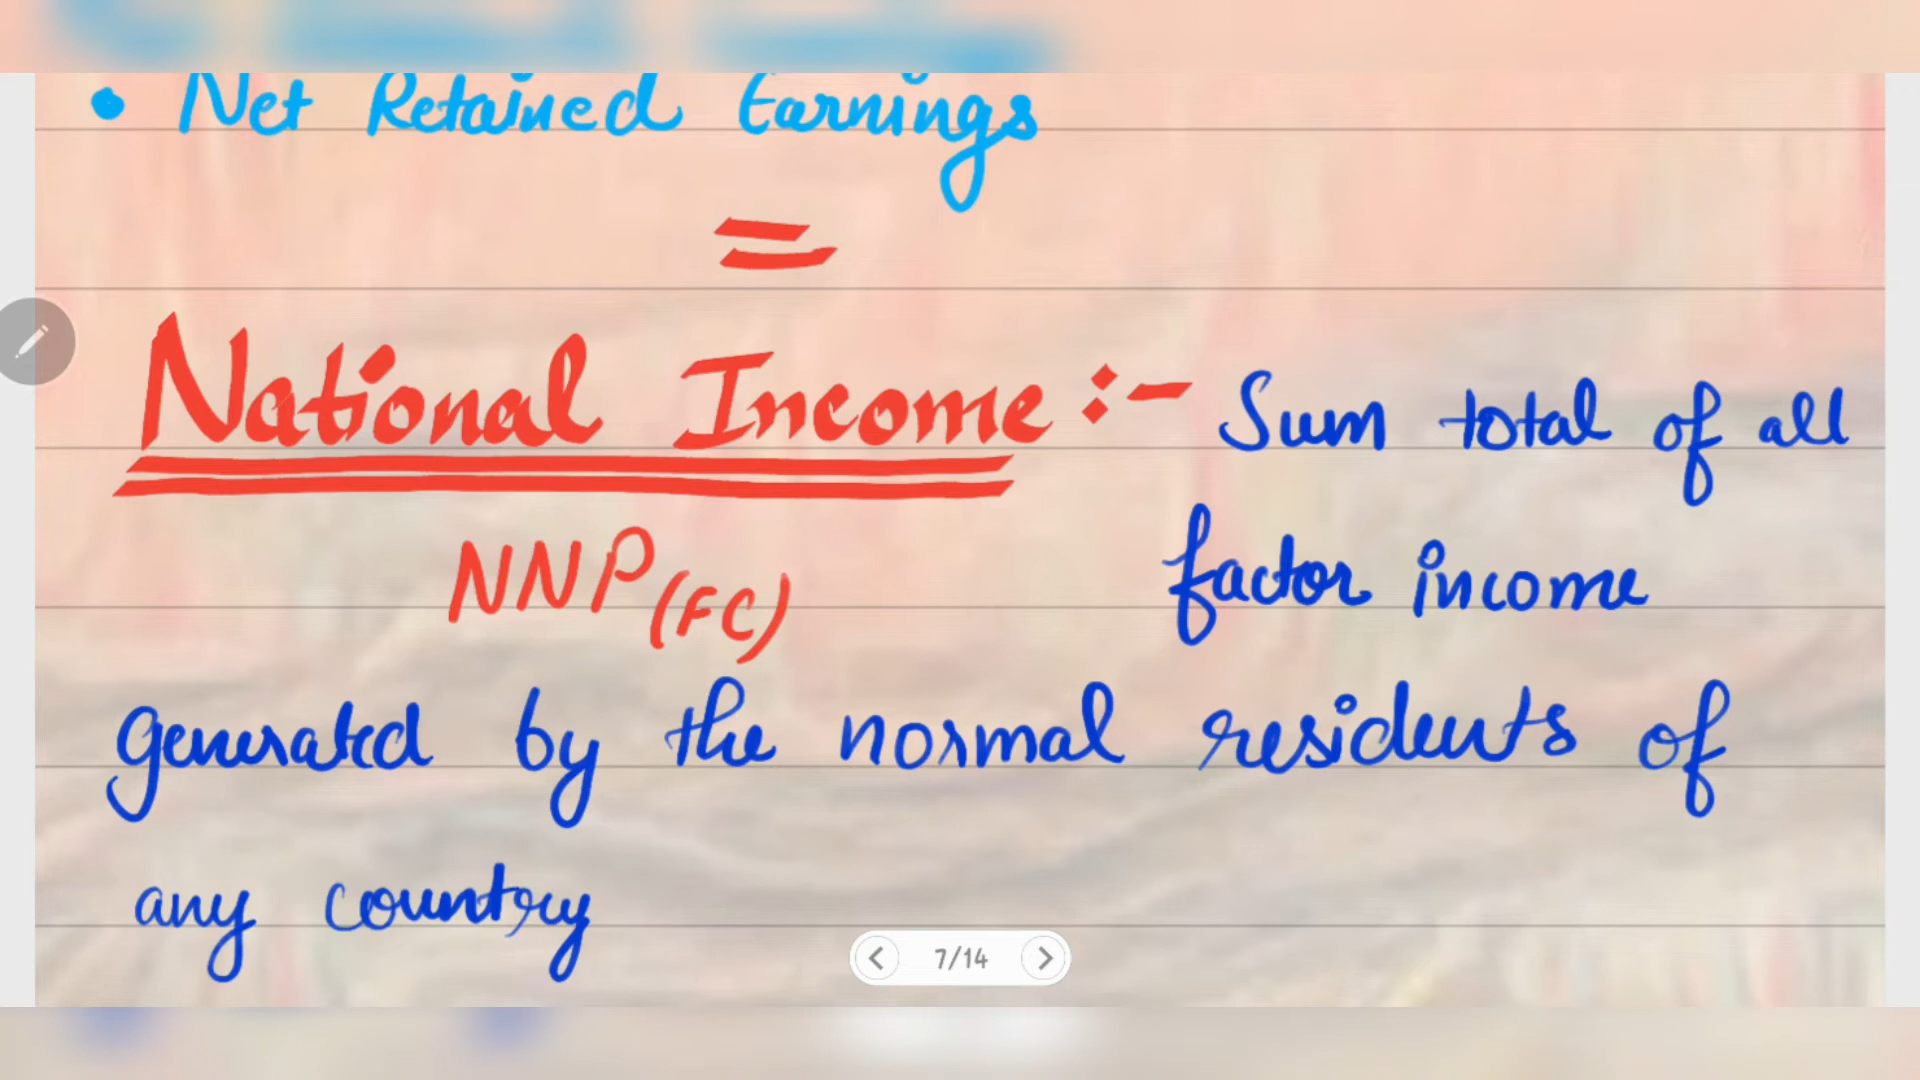 • Net Retained Earnings
=
National Income :- Sum total of all
NNP(FC) factor income
generated by the normal residents of
any country
7/14